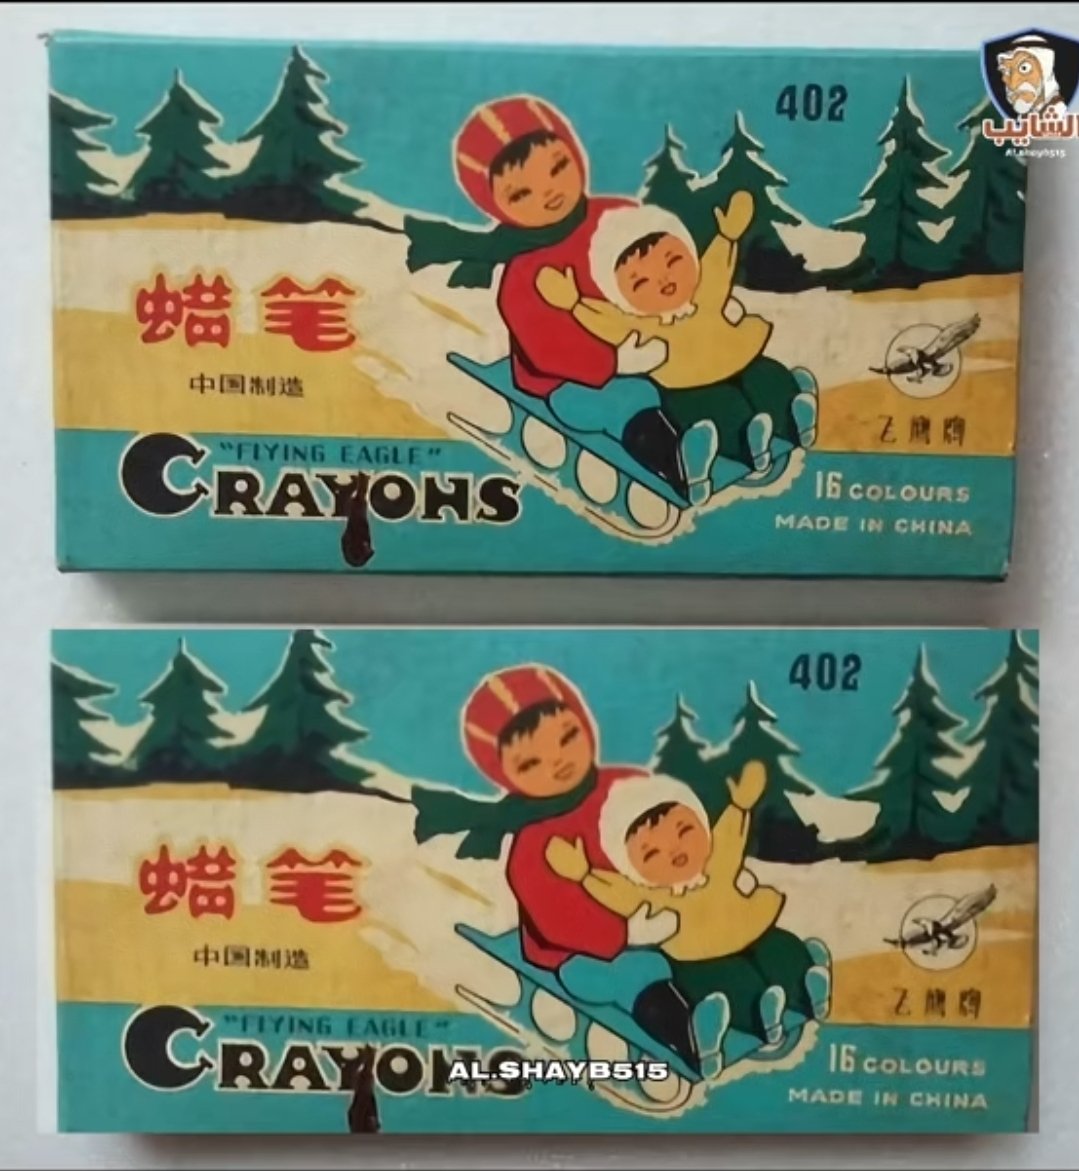 402
الشايب
Al.shayb515
蜡笔
中国制造
飞鹰牌
"FLYING EAGLE"
CRAYONS
16 COLOURS
MADE IN CHINA
402
蜡笔
中国制造
飞鹰牌
"FLYING EAGLE"
CRAYONS
AL.SHAYB515
16 COLOURS
MADE IN CHINA